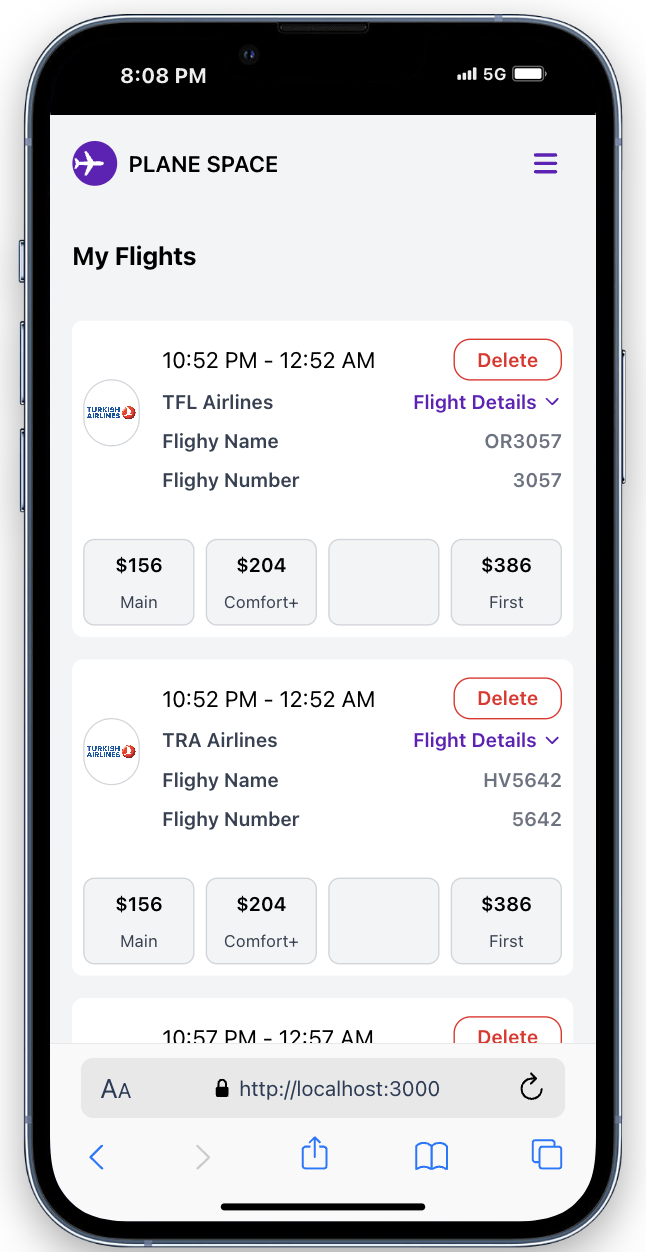 8:08 PM 5G
PLANE SPACE
My Flights
10:52 PM - 12:52 AM Delete
TURKISH
AIRLINES
TFL Airlines Flight Details
Flighy Name OR3057
Flighy Number 3057
$156 $204 $386
Main Comfort+ First
10:52 PM - 12:52 AM Delete
TURKISH
AIRLINES
TRA Airlines Flight Details
Flighy Name HV5642
Flighy Number 5642
$156 $204 $386
Main Comfort+ First
10:57 PM - 12:57 AM Delete
AA http://localhost:3000